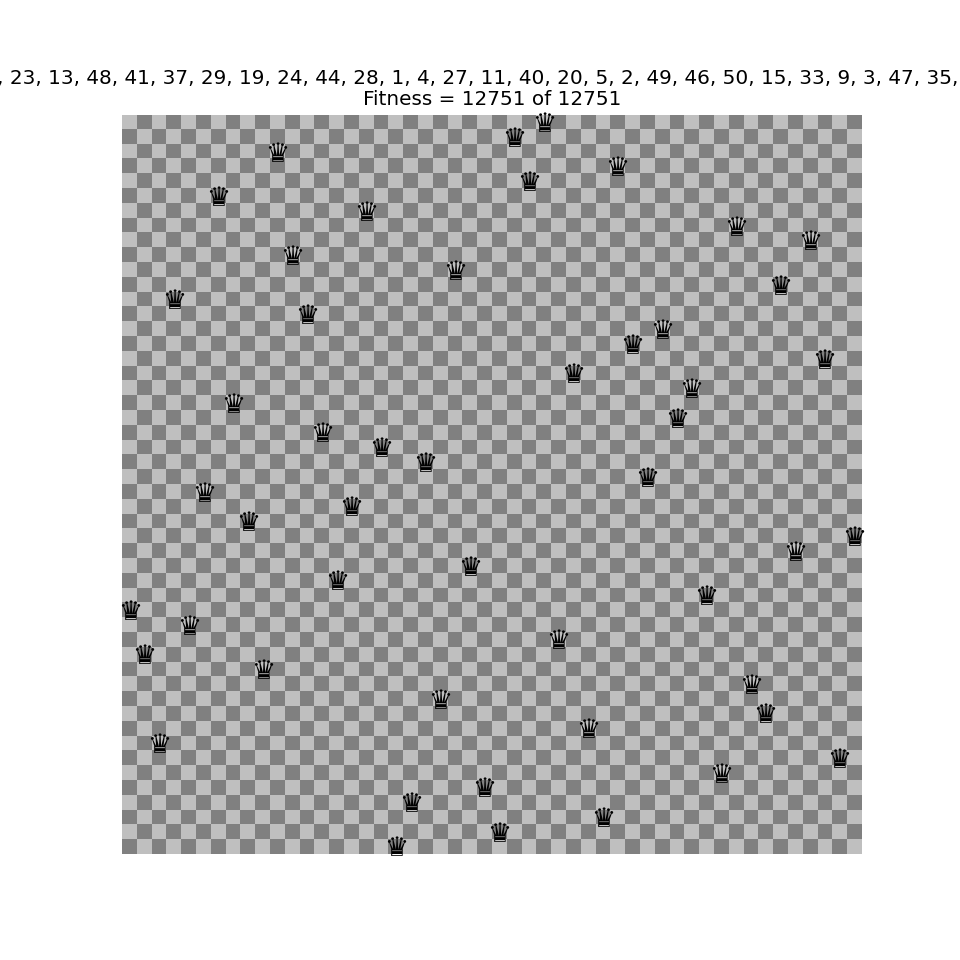 , 23, 13, 48, 41, 37, 29, 19, 24, 44, 28, 1, 4, 27, 11, 40, 20, 5, 2, 49, 46, 50, 15, 33, 9, 3, 47, 35,
Fitness = 12751 of 12751